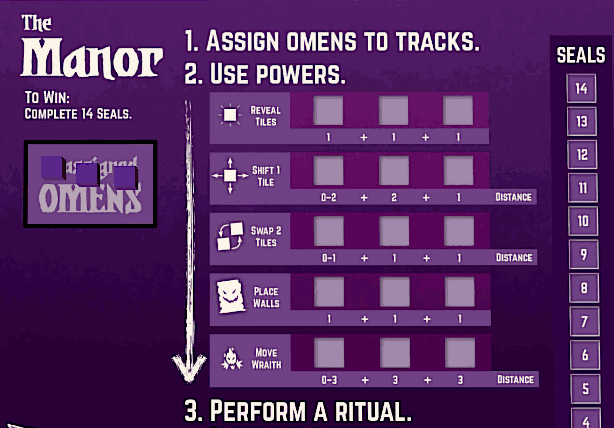 The
Manor
To Win:
Complete 14 Seals.
OMENS
1. Assign omens to tracks.
2. Use powers.
Reveal
Tiles
1 + 1 + 1
Shift 1
Tile
0-2 + 2 + 1 Distance
Swap 2
Tiles
0-1 + 1 + 1 Distance
Place
Walls
1 + 1 + 1
Move
Wraith
0-3 + 3 + 3 Distance
3. Perform a ritual.
Seals
14
13
12
11
10
9
8
7
6
5
4